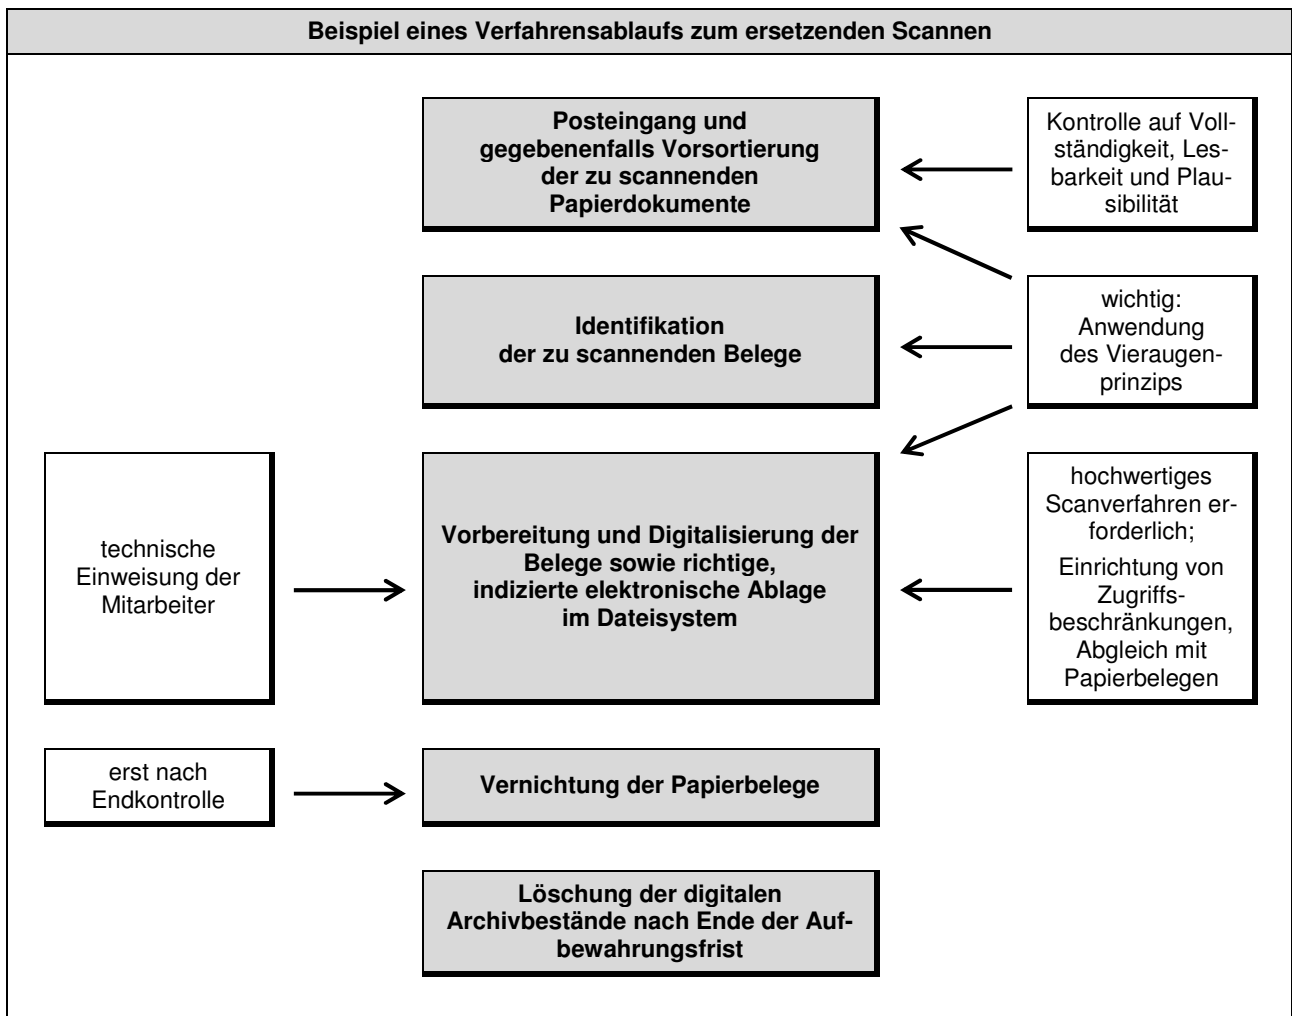 Beispiel eines Verfahrensablaufs zum ersetzenden Scannen
Posteingang und
gegebenenfalls Vorsortierung
der zu scannenden
Papierdokumente
Kontrolle auf Voll-
ständigkeit, Les-
barkeit und Plau-
sibilität
Identifikation
der zu scannenden Belege
wichtig:
Anwendung
des Vieraugen-
prinzips
technische
Einweisung der
Mitarbeiter
Vorbereitung und Digitalisierung der
Belege sowie richtige,
indizierte elektronische Ablage
im Dateisystem
hochwertiges
Scanverfahren er-
forderlich;
Einrichtung von
Zugriffs-
beschränkungen,
Abgleich mit
Papierbelegen
erst nach
Endkontrolle
Vernichtung der Papierbelege
Löschung der digitalen
Archivbestände nach Ende der Auf-
bewahrungsfrist